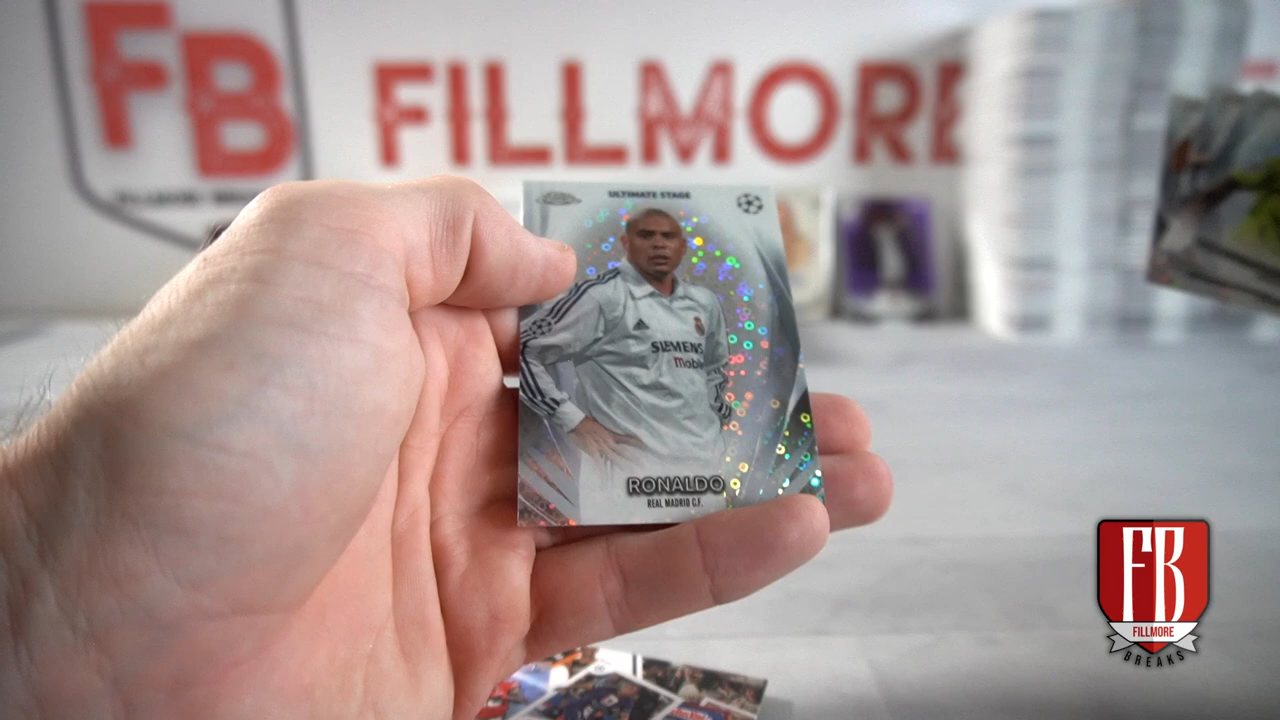 FB
FILLMORE
ULTIMATE STAGE
SIEMENS
mobile
RONALDO
REAL MADRID C.F.
FB
FILLMORE
BREAKS